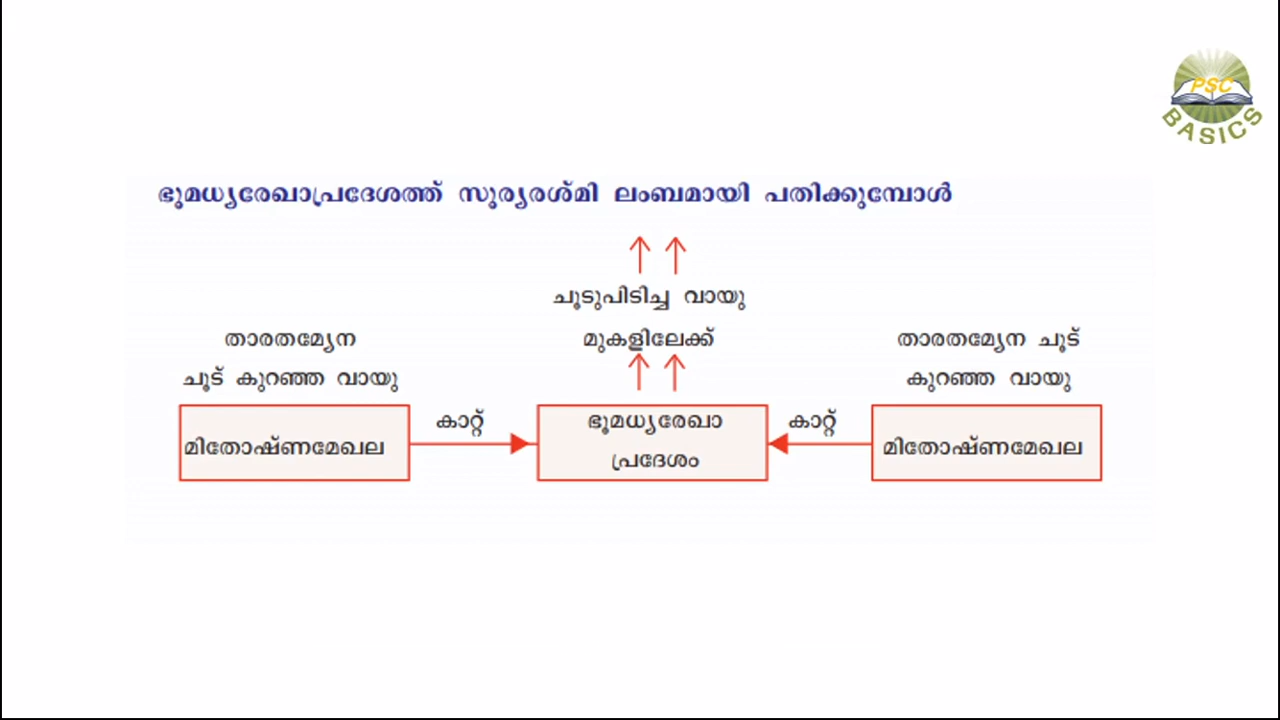 PSC
BASICS
ഭൂമധ്യരേഖാപ്രദേശത്ത് സൂര്യരശ്മി ലംബമായി പതിക്കുമ്പോൾ
ചൂടുപിടിച്ച വായു
മുകളിലേക്ക്
താരതമ്യേന
ചൂട് കുറഞ്ഞ വായു
താരതമ്യേന ചൂട്
കുറഞ്ഞ വായു
മിതോഷ്ണമേഖല
കാറ്റ്
ഭൂമധ്യരേഖാ
പ്രദേശം
കാറ്റ്
മിതോഷ്ണമേഖല